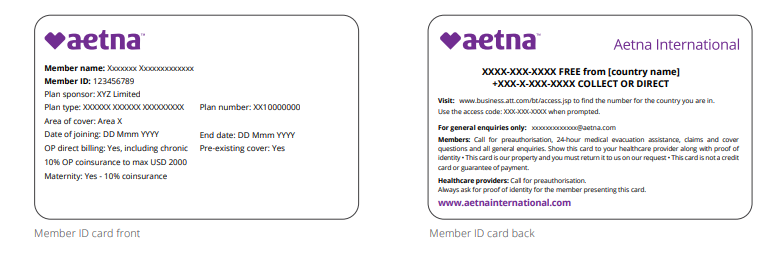 aetna™
Member name: Xxxxxxx Xxxxxxxxxxxxx
Member ID: 123456789
Plan sponsor: XYZ Limited
Plan type: XXXXXX XXXXXX XXXXXXXXX Plan number: XX10000000
Area of cover: Area X
Date of joining: DD Mmm YYYY End date: DD Mmm YYYY
OP direct billing: Yes, including chronic Pre-existing cover: Yes
10% OP coinsurance to max USD 2000
Maternity: Yes - 10% coinsurance
Member ID card front
aetna™ Aetna International
XXXX-XXX-XXXX FREE from [country name]
+XXX-X-XXX-XXXX COLLECT OR DIRECT
Visit: www.business.att.com/bt/access.jsp to find the number for the country you are in.
Use the access code: XXX-XXX-XXXX when prompted.
For general enquiries only: xxxxxxxxxxxxx@aetna.com
Members: Call for preauthorisation, 24-hour medical evacuation assistance, claims and cover
questions and all general enquiries. Show this card to your healthcare provider along with proof of
identity • This card is our property and you must return it to us on our request • This card is not a credit
card or guarantee of payment.
Healthcare providers: Call for preauthorisation.
Always ask for proof of identity for the member presenting this card.
www.aetnainternational.com
Member ID card back